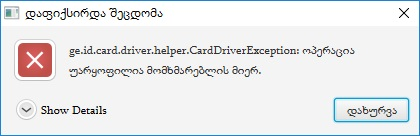 დაფიქსირდა შეცდომა
ge.id.card.driver.helper.CardDriverException: ოპერაცია
უარყოფილია მომხმარებლის მიერ.
Show Details
დახურვა